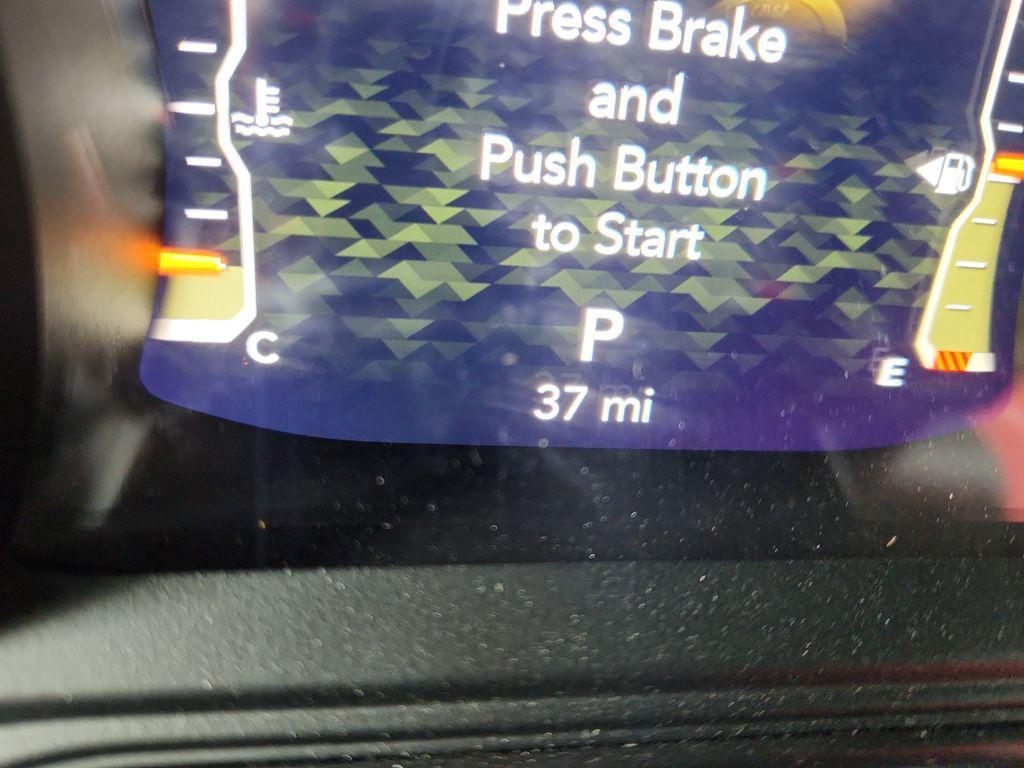 Press Brake
and
Push Button
to Start
P
C
E
37 mi